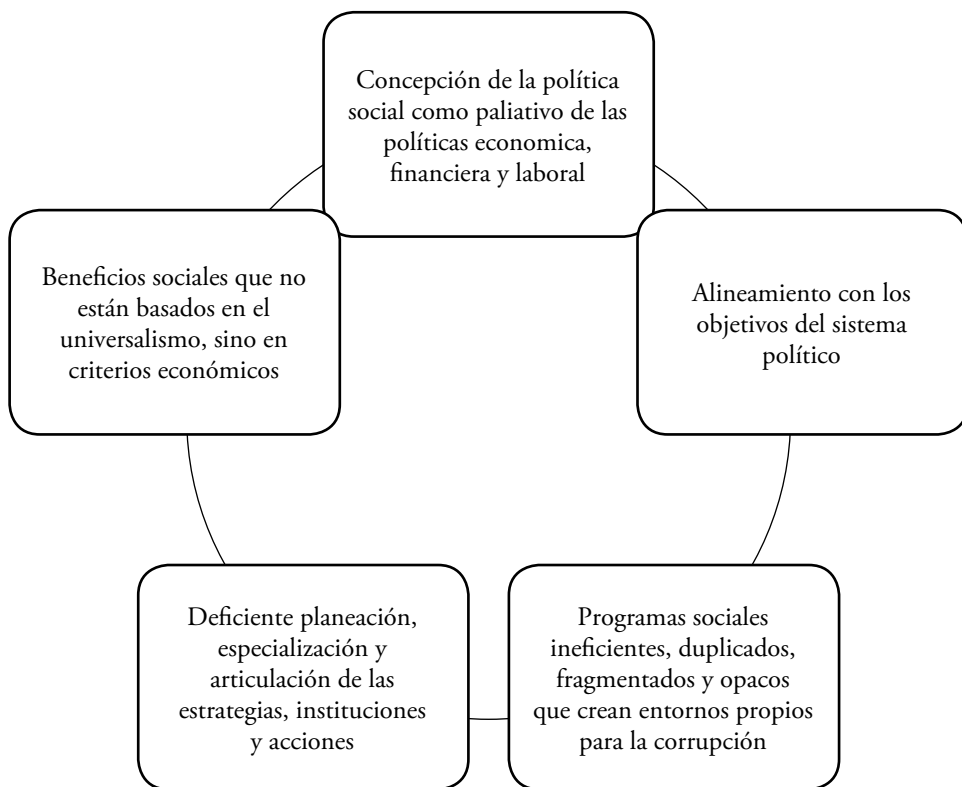 Concepción de la política
social como paliativo de las
políticas economica,
financiera y laboral
Alineamiento con los
objetivos del sistema
político
Programas sociales
ineficientes, duplicados,
fragmentados y opacos
que crean entornos propios
para la corrupción
Deficiente planeación,
especialización y
articulación de las
estrategias, instituciones
y acciones
Beneficios sociales que no
están basados en el
universalismo, sino en
criterios económicos